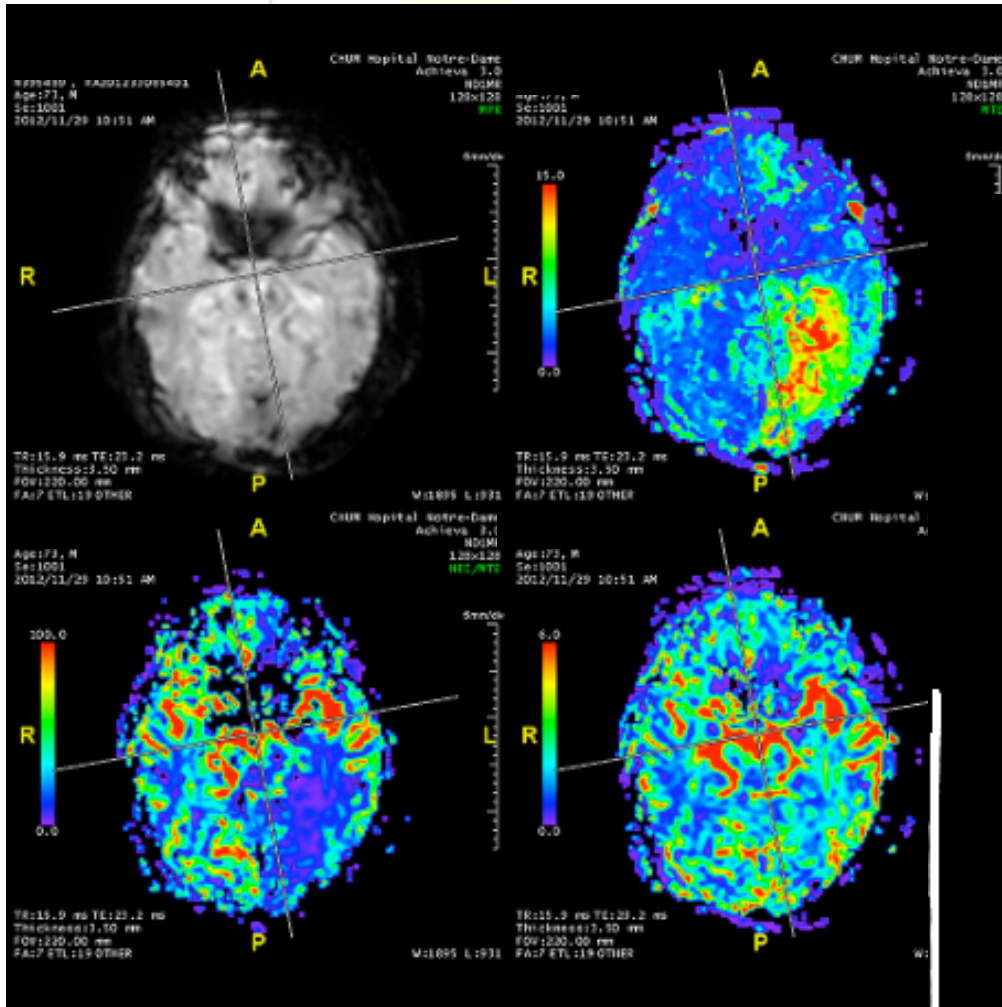 A
CHUM Hopital Notre-Dame
Achieva 3.0
NO1MR
128x128
Age:73, M
Se:1001
2012/11/29 10:51 AM
6mm/div
R
L
TR:15.9 ms TE:23.2 ms
Thickness:3.50 mm
FOV:220.00 mm
FA:7 ETL:19 OTHER
P
W:1895 L:931
A
CHUM Hopital Notre-Dame
Achieva 3.0
NO1MR
128x128
Se:1001
2012/11/29 10:51 AM
15.0
0.0
R
TR:15.9 ms TE:23.2 ms
Thickness:3.50 mm
FOV:220.00 mm
FA:7 ETL:19 OTHER
P
W:
A
CHUM Hopital Notre-Dame
Achieva 3.0
128x128
Age:73, M
Se:1001
2012/11/29 10:51 AM
100.0
0.0
R
L
TR:15.9 ms TE:23.2 ms
Thickness:3.50 mm
FOV:220.00 mm
FA:7 ETL:19 OTHER
P
W:1895 L:931
A
CHUM Hopital
Age:73, M
Se:1001
2012/11/29 10:51 AM
6.0
0.0
R
TR:15.9 ms TE:23.2 ms
Thickness:3.50 mm
FOV:220.00 mm
FA:7 ETL:19 OTHER
P
W: